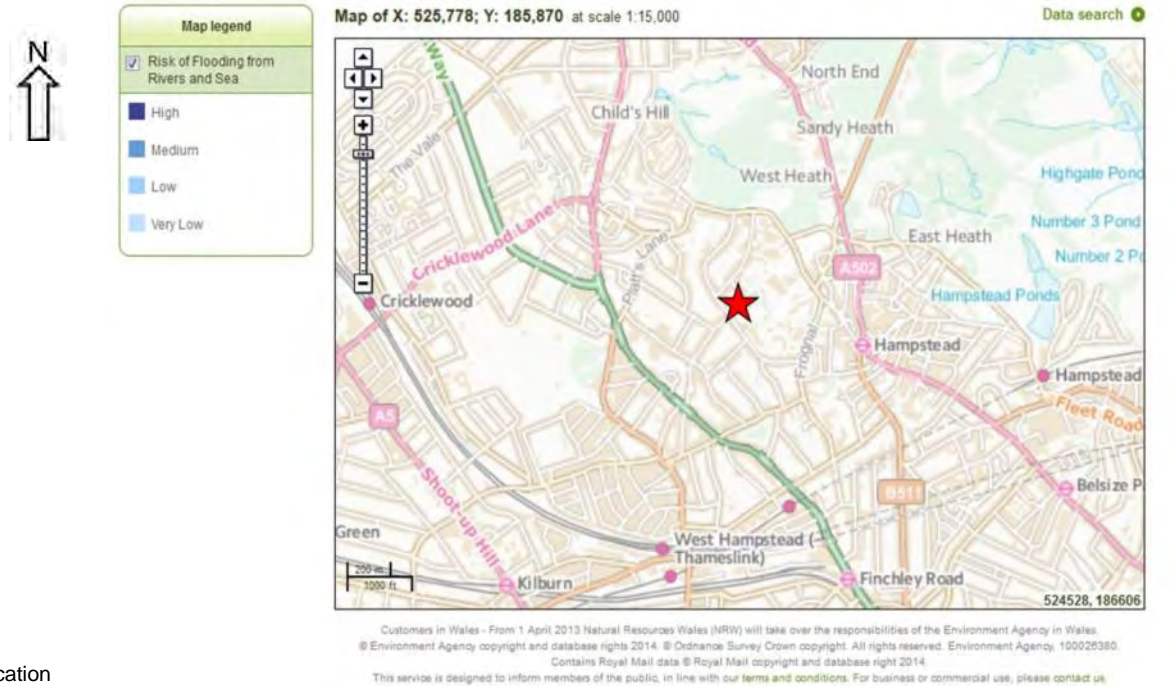 N
Map legend
Risk of Flooding from
Rivers and Sea
High
Medium
Low
Very Low
Map of X: 525,778; Y: 185,870 at scale 1:15,000
Data search
Way
North End
Child's Hill
Sandy Heath
The Vale
West Heath
Highgate Pond
Number 3 Pond
East Heath
Cricklewood Lane
Number 2 Po
Platt's Lane
A502
Hampstead Ponds
Cricklewood
Frognal
Hampstead
Hampstead
A5
Fleet Road
Shoot-up Hill
B511
Belsize P
Green
West Hampstead (
Thameslink)
200 m
1000 ft
Kilburn
Finchley Road
524528, 186606
Customers in Wales - From 1 April 2013 Natural Resources Wales (NRW) will take over the responsibilities of the Environment Agency in Wales.
© Environment Agency copyright and database rights 2014. © Ordnance Survey Crown copyright. All rights reserved. Environment Agency, 100026380.
Contains Royal Mail data © Royal Mail copyright and database right 2014.
cation
This service is designed to inform members of the public, in line with our terms and conditions. For business or commercial use, please contact us